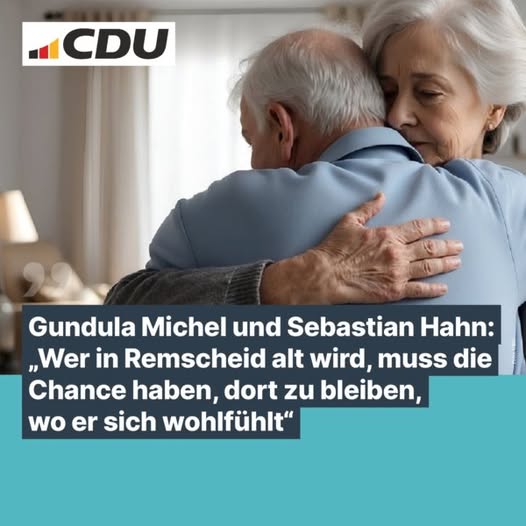 CDU
Gundula Michel und Sebastian Hahn:
„Wer in Remscheid alt wird, muss die
Chance haben, dort zu bleiben,
wo er sich wohlfühlt“